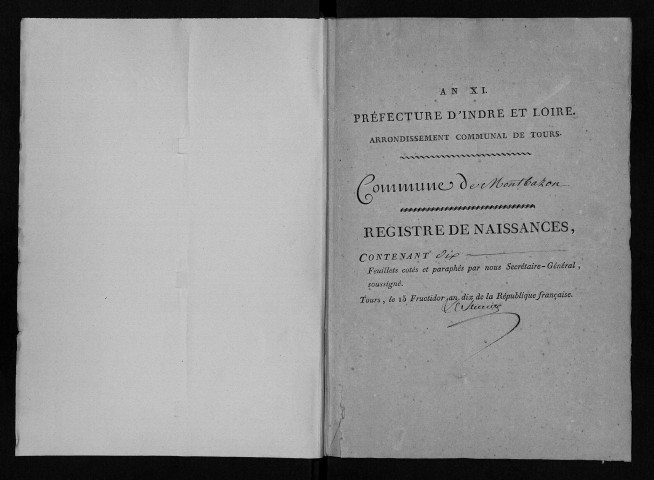 AN XI.
PRÉFECTURE D'INDRE ET LOIRE.
ARRONDISSEMENT COMMUNAL DE TOURS.
Commune de Montbazon
REGISTRE DE NAISSANCES,
CONTENANT dix
Feuillets cotés et paraphés par nous Secrétaire-Général,
soussigné.
Tours, le 15 Fructidor, an dix de la République française.